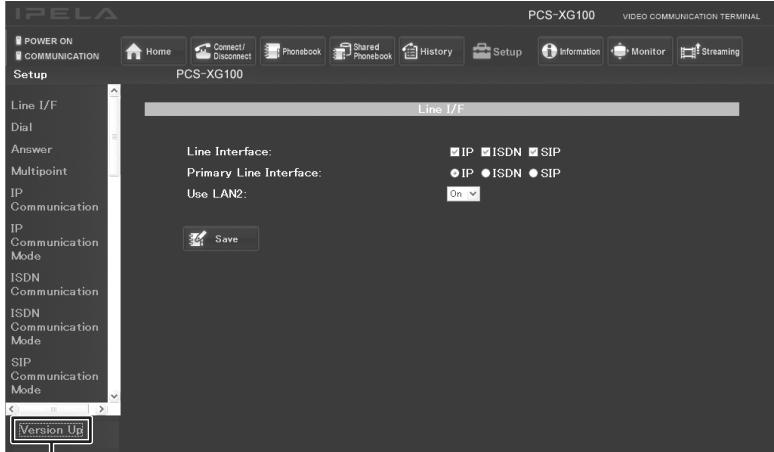 IPELA
PCS-XG100 VIDEO COMMUNICATION TERMINAL
POWER ON
COMMUNICATION
Home
Connect/
Disconnect
Phonebook
Shared
Phonebook
History
Setup
Information
Monitor
Streaming
Setup
PCS-XG100
Line I/F
Dial
Answer
Multipoint
IP
Communication
IP
Communication
Mode
ISDN
Communication
ISDN
Communication
Mode
SIP
Communication
Mode
Version Up
Line I/F
Line Interface: IP ISDN SIP
Primary Line Interface: IP ISDN SIP
Use LAN2: On
Save